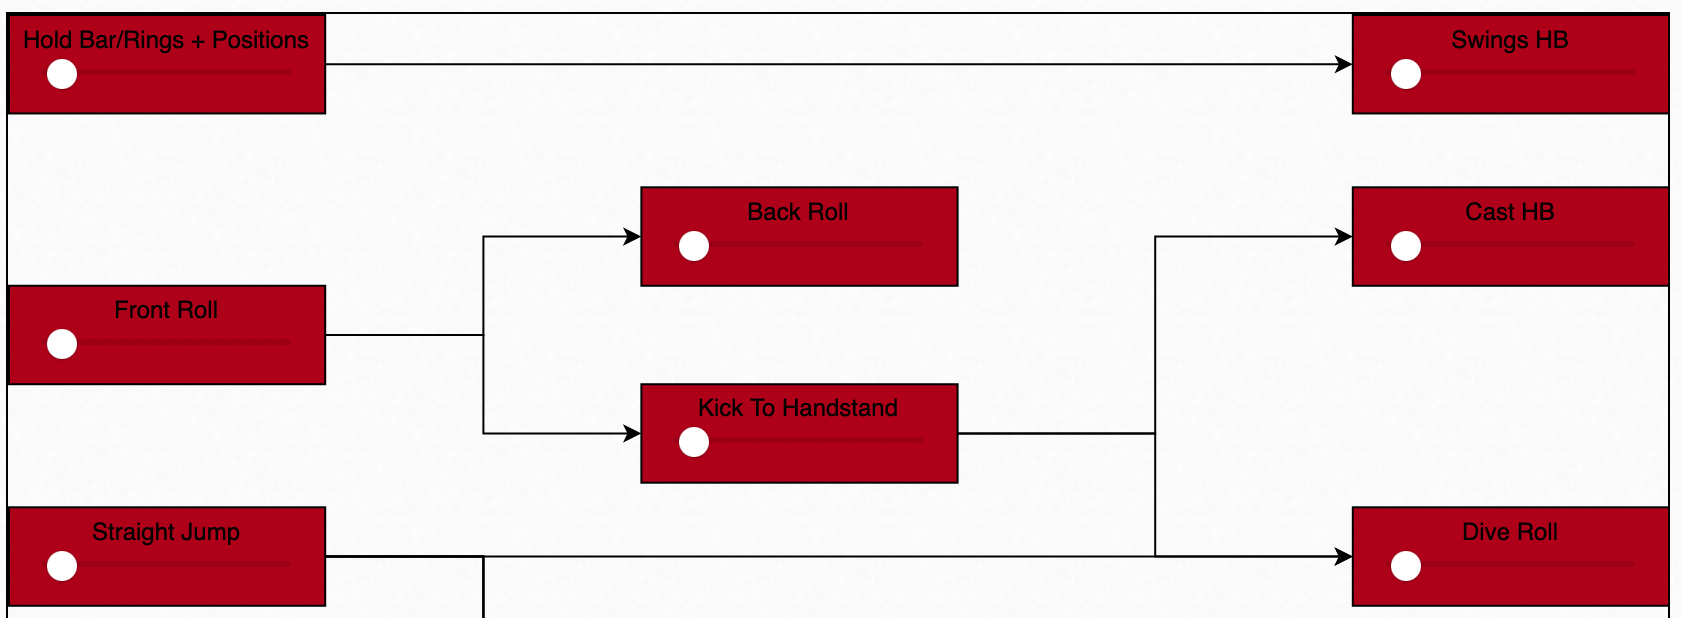 Hold Bar/Rings + Positions
Swings HB
Back Roll
Cast HB
Front Roll
Kick To Handstand
Straight Jump
Dive Roll